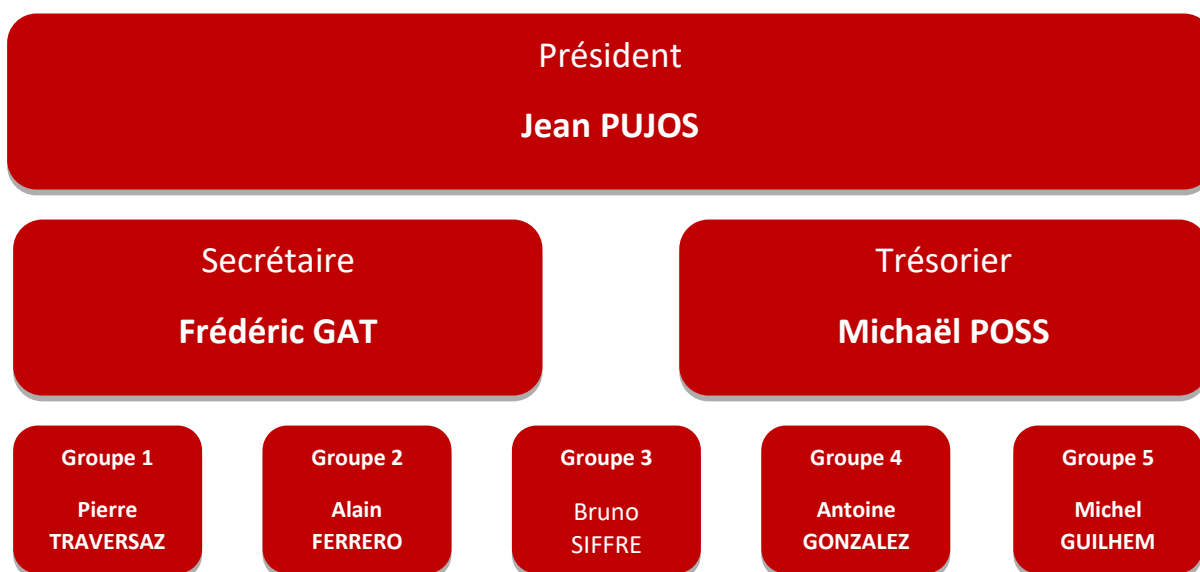 Président
Jean PUJOS
Secrétaire
Frédéric GAT
Trésorier
Michaël POSS
Groupe 1
Pierre
TRAVERSAZ
Groupe 2
Alain
FERRERO
Groupe 3
Bruno
SIFFRE
Groupe 4
Antoine
GONZALEZ
Groupe 5
Michel
GUILHEM